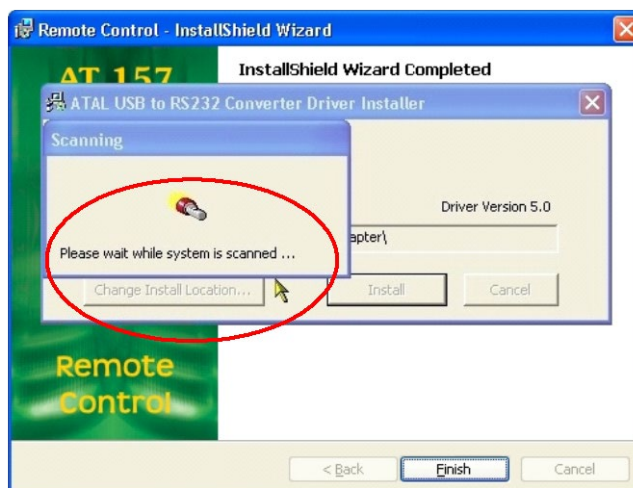 Remote Control - InstallShield Wizard
AT 157
InstallShield Wizard Completed
ATAL USB to RS232 Converter Driver Installer
Scanning
Driver Version 5.0
apter\
Please wait while system is scanned ...
Change Install Location...
Install
Cancel
Remote
Control
< Back
Finish
Cancel